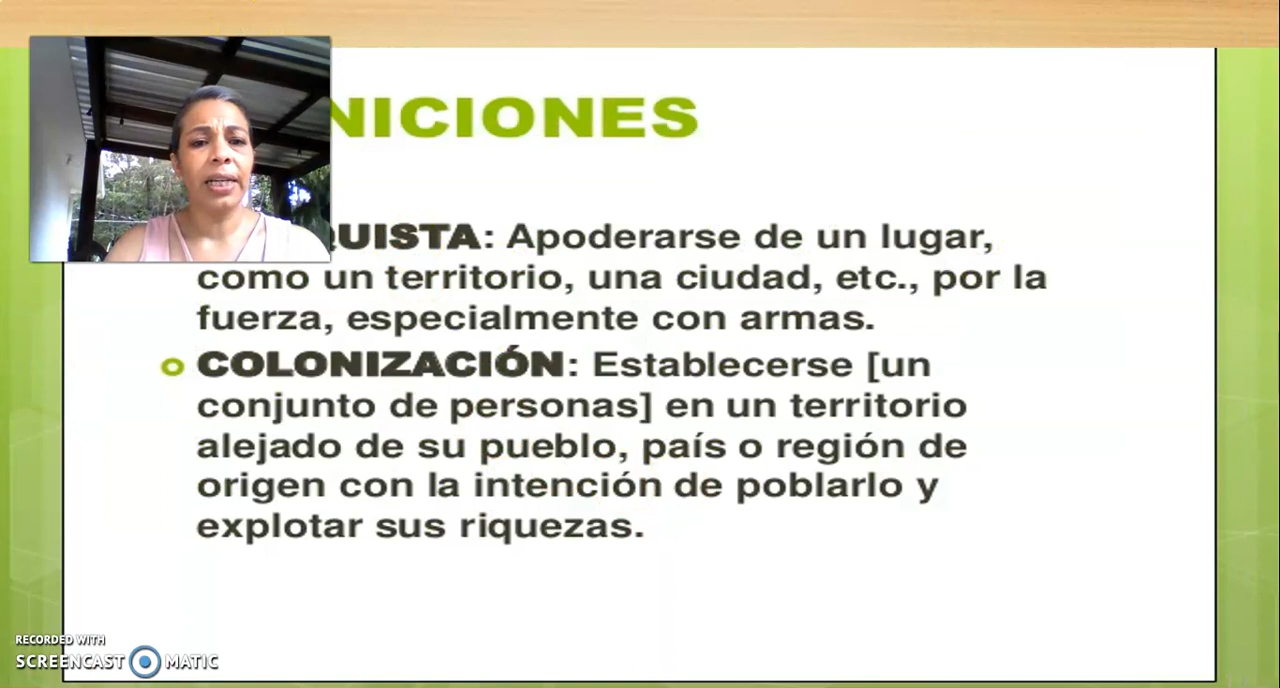 NICIONES
UISTA: Apoderarse de un lugar,
como un territorio, una ciudad, etc., por la
fuerza, especialmente con armas.
COLONIZACIÓN: Establecerse [un
conjunto de personas] en un territorio
alejado de su pueblo, país o región de
origen con la intención de poblarlo y
explotar sus riquezas.
RECORDED WITH
SCREENCAST MATIC